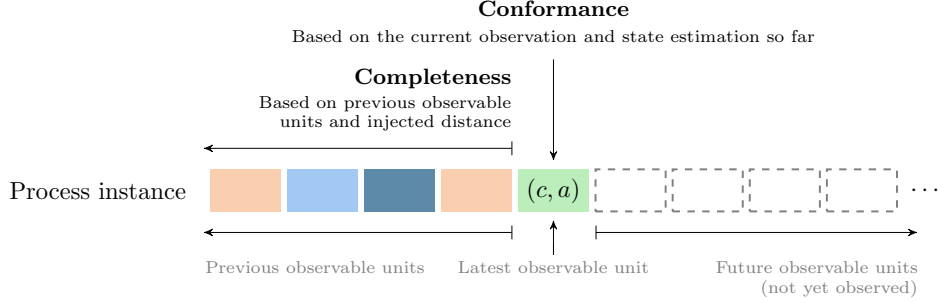 Conformance
Based on the current observation and state estimation so far
Completeness
Based on previous observable
units and injected distance
Process instance
(c, a)
...
Previous observable units
Latest observable unit
Future observable units
(not yet observed)